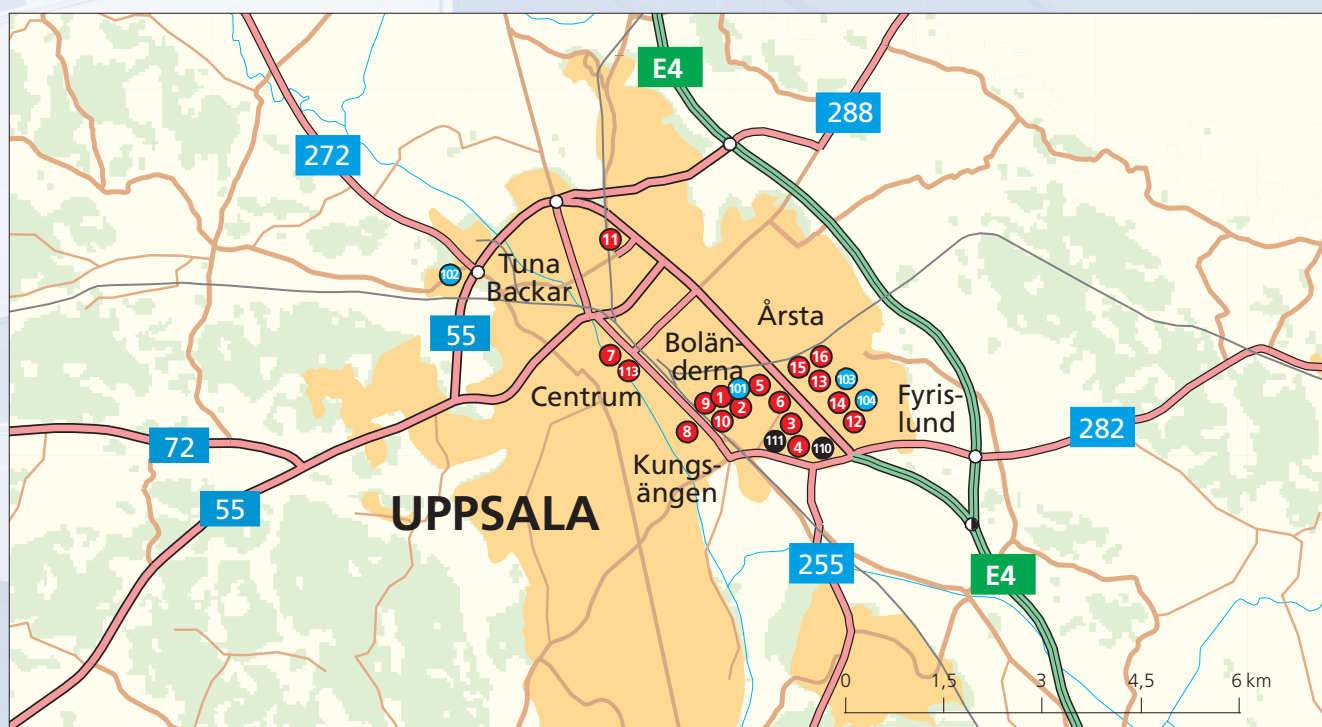 E4
288
272
11
Tuna
Backar
102
Årsta
55
Bolän-
derna
7
113
16
15
13
103
101
5
1
9
2
6
14
104
Fyris-
lund
Centrum
10
3
12
8
111
4
110
282
72
Kungs-
ängen
55
UPPSALA
255
E4
0
1,5
3
4,5
6 km